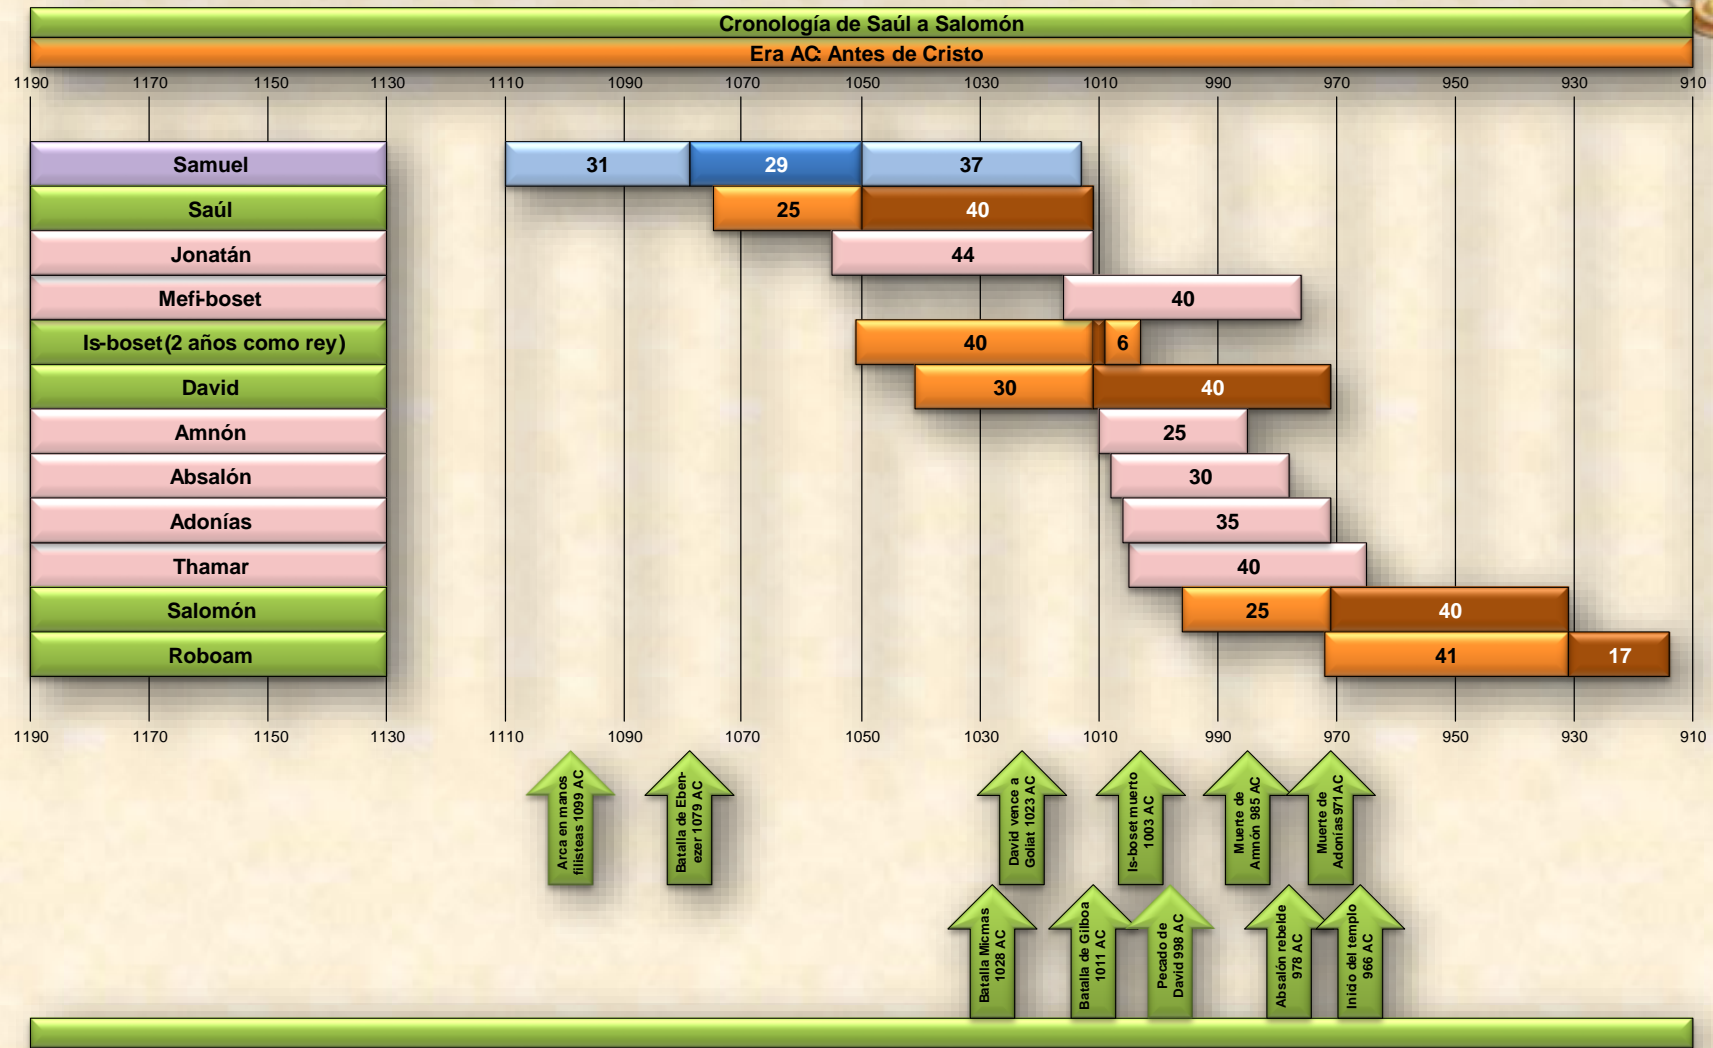 Cronología de Saúl a Salomón
Era AC: Antes de Cristo
1190 1170 1150 1130 1110 1090 1070 1050 1030 1010 990 970 950 930 910
Samuel 31 29 37
Saúl 25 40
Jonatán 44
Mefi-boset 40
Is-boset (2 años como rey) 40 6
David 30 40
Amnón 25
Absalón 30
Adonías 35
Thamar 40
Salomón 25 40
Roboam 41 17
1190 1170 1150 1130 1110 1090 1070 1050 1030 1010 990 970 950 930 910
Arca en manos
filisteas 1099 AC
Batalla de Eben-
ezer 1079 AC
David vence a
Goliat 1023 AC
Is-boset muerto
1003 AC
Muerte de
Amnón 985 AC
Muerte de
Adonías 971 AC
Batalla Micmas
1028 AC
Batalla de Gilboa
1011 AC
Pecado de
David 998 AC
Absalón rebelde
978 AC
Inicio del templo
966 AC